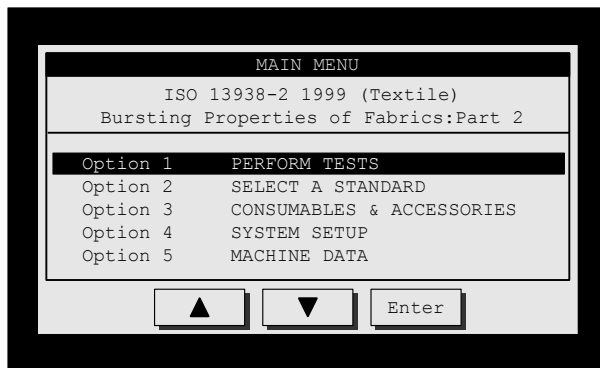 MAIN MENU
ISO 13938-2 1999 (Textile)
Bursting Properties of Fabrics:Part 2
Option 1 PERFORM TESTS
Option 2 SELECT A STANDARD
Option 3 CONSUMABLES & ACCESSORIES
Option 4 SYSTEM SETUP
Option 5 MACHINE DATA
Enter